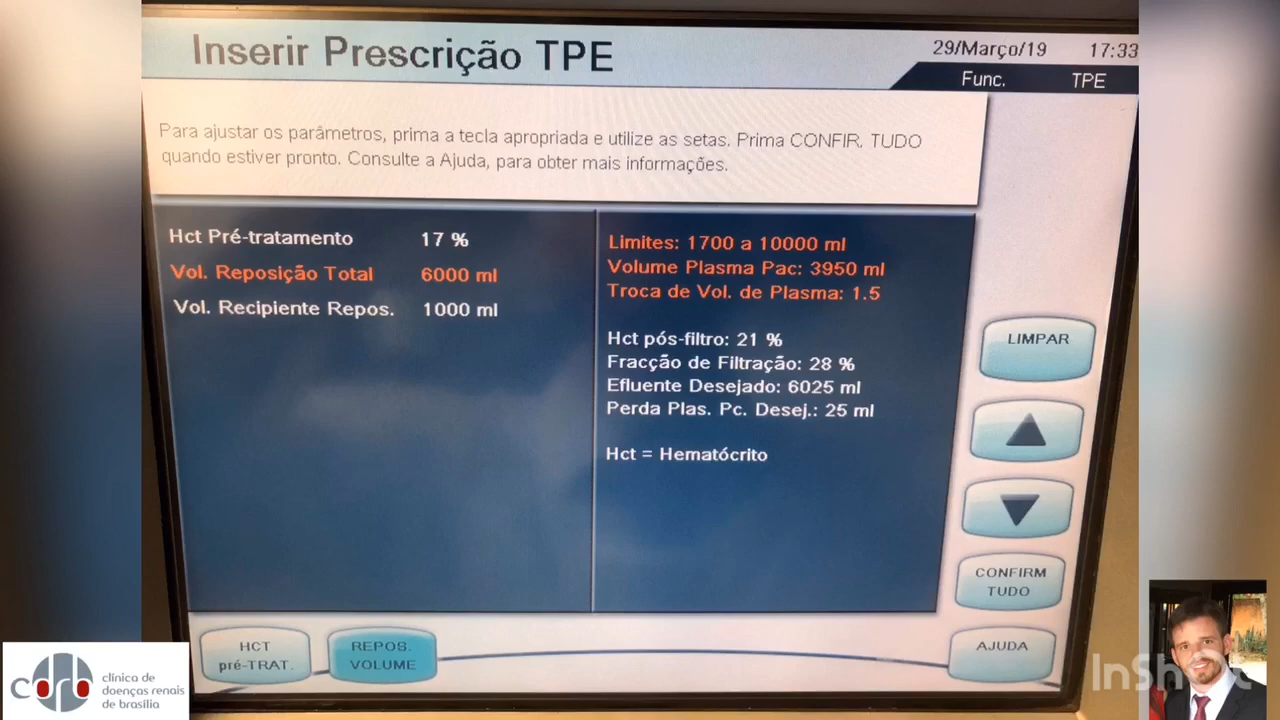 Inserir Prescrição TPE
29/Março/19 17:33
Func. TPE
Para ajustar os parâmetros, prima a tecla apropriada e utilize as setas. Prima CONFIR. TUDO
quando estiver pronto. Consulte a Ajuda, para obter mais informações.
Hct Pré-tratamento 17 %
Vol. Reposição Total 6000 ml
Vol. Recipiente Repos. 1000 ml
Limites: 1700 a 10000 ml
Volume Plasma Pac: 3950 ml
Troca de Vol. de Plasma: 1.5
Hct pós-filtro: 21 %
Fracção de Filtração: 28 %
Efluente Desejado: 6025 ml
Perda Plas. Pc. Desej.: 25 ml
Hct = Hematócrito
LIMPAR
CONFIRM
TUDO
HCT
pré-TRAT.
REPOS.
VOLUME
AJUDA
cdrb
clínica de
doenças renais
de brasília
InShot